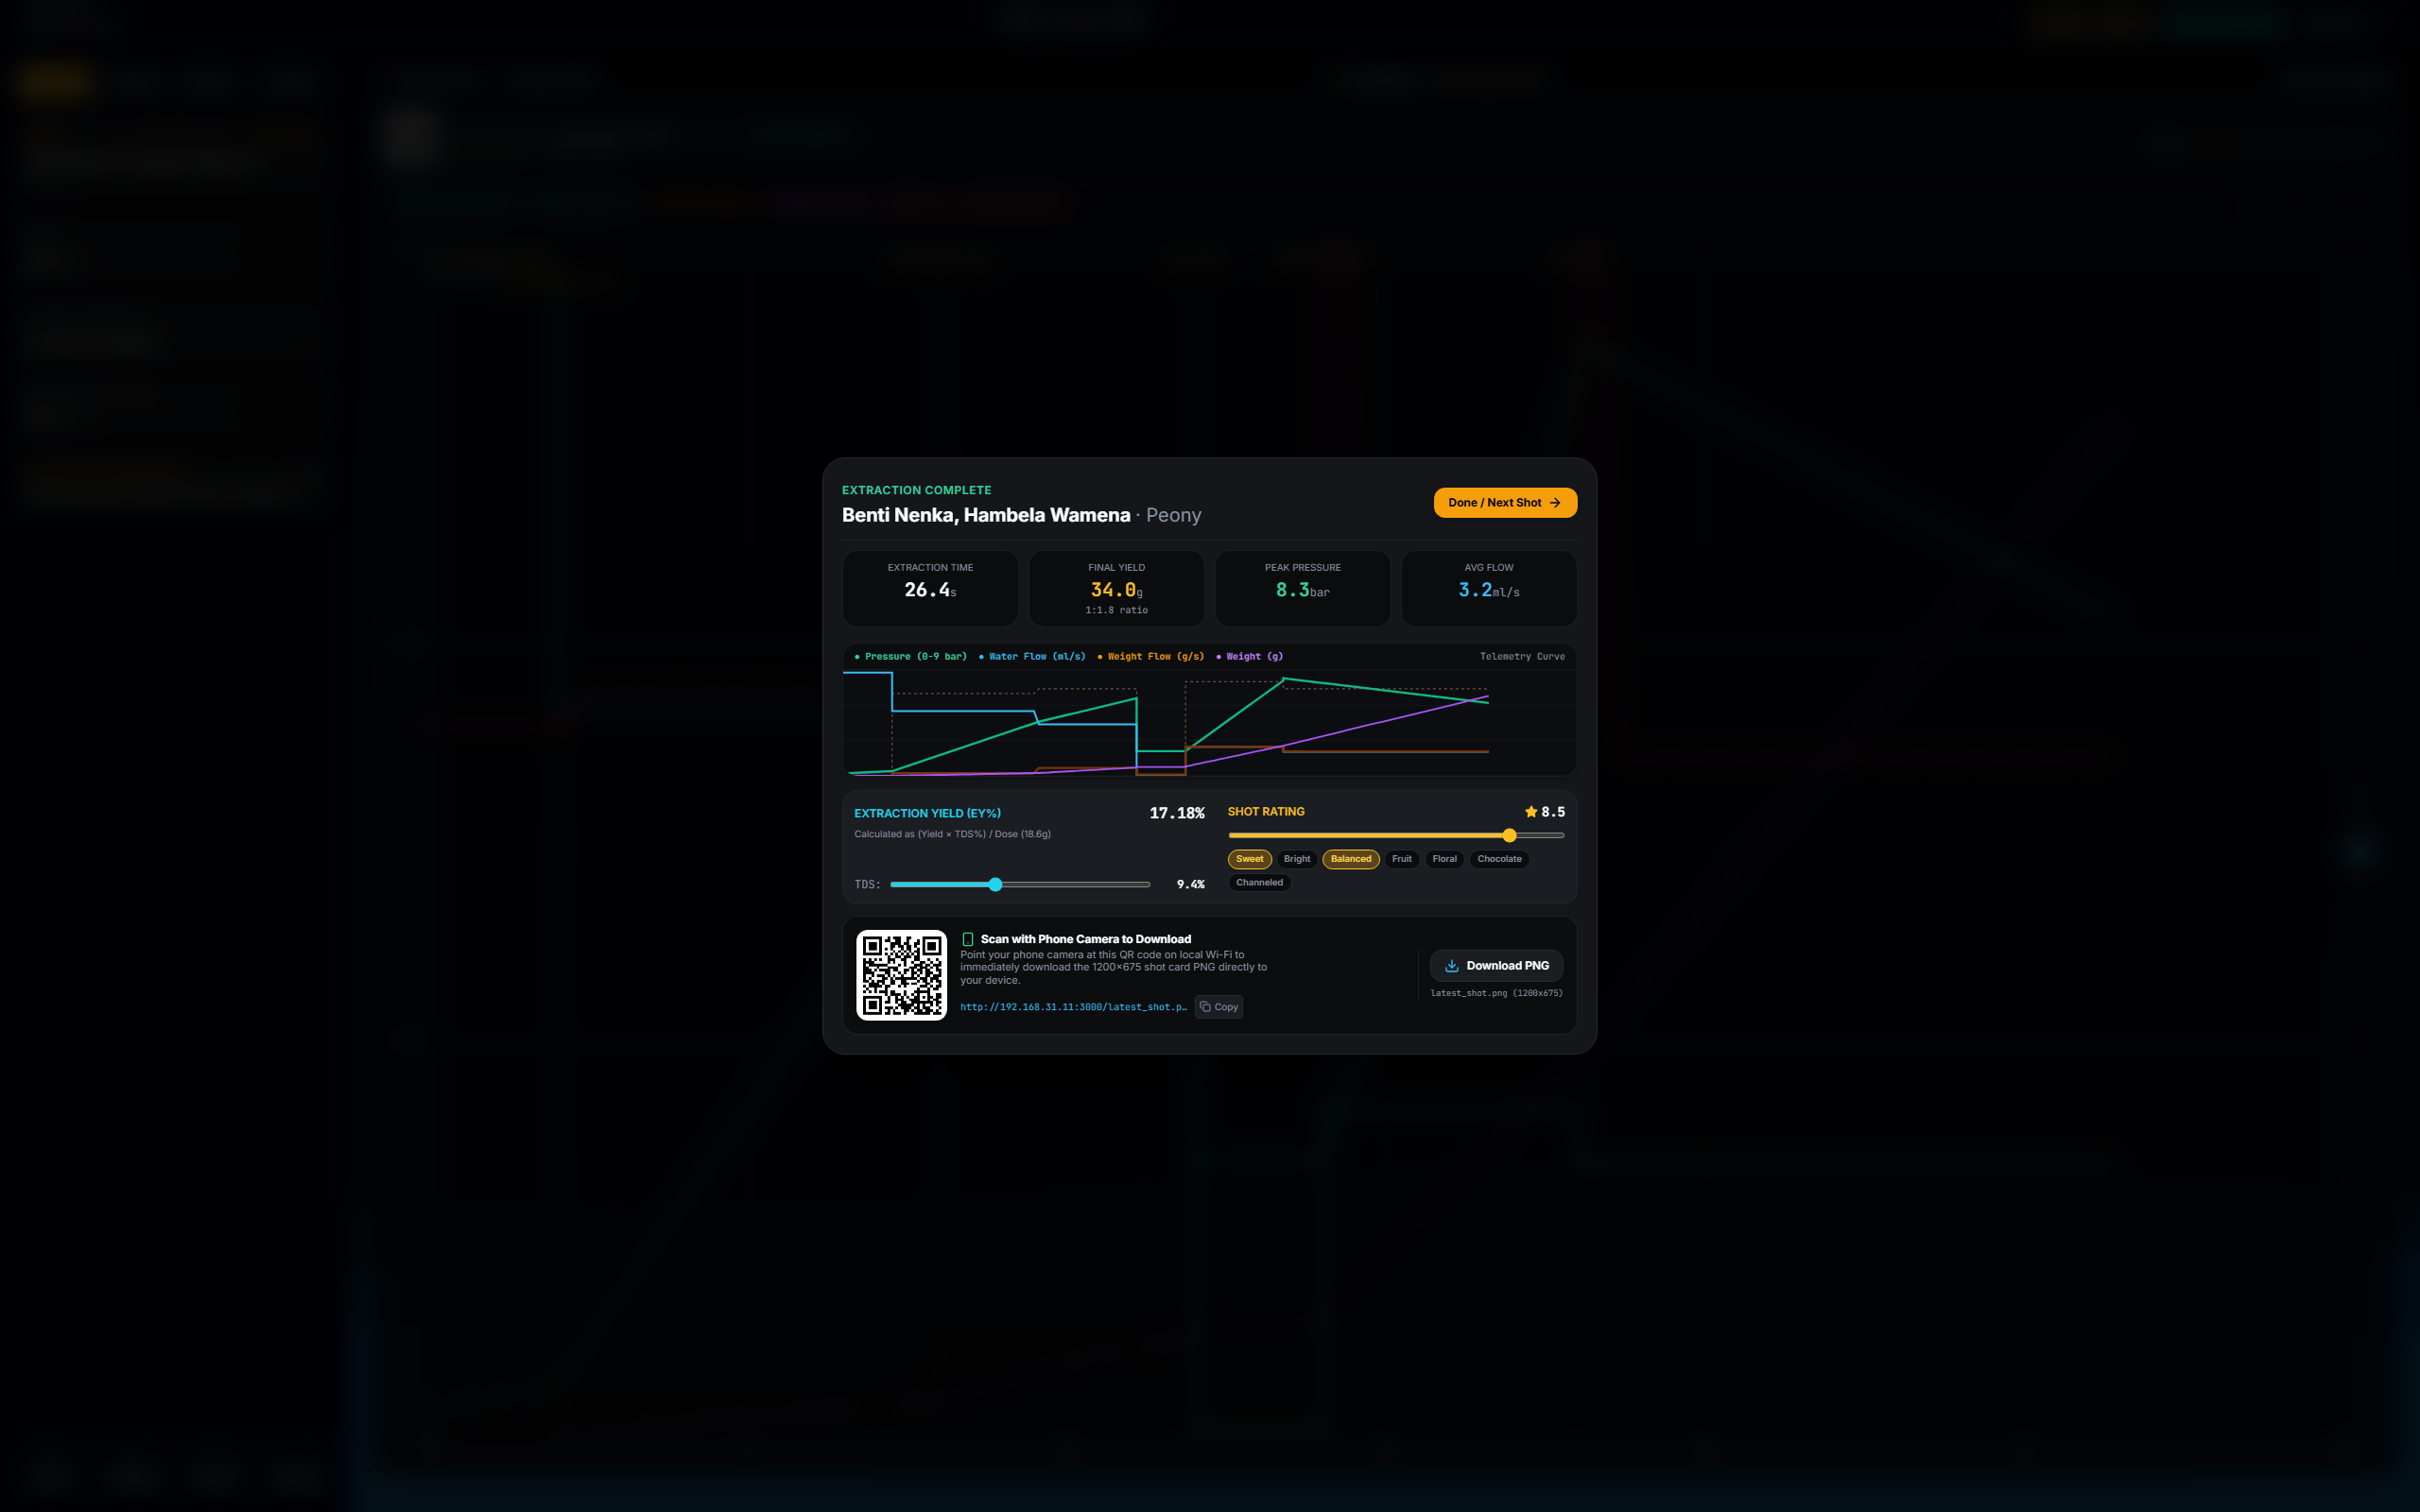 EXTRACTION COMPLETE
Benti Nenka, Hambela Wamena · Peony
Done / Next Shot
EXTRACTION TIME
26.4s
FINAL YIELD
34.0g
1:1.8 ratio
PEAK PRESSURE
8.3bar
AVG FLOW
3.2ml/s
Pressure (0-9 bar) Water Flow (ml/s) Weight Flow (g/s) Weight (g)
Telemetry Curve
EXTRACTION YIELD (EY%) 17.18%
Calculated as (Yield × TDS%) / Dose (18.6g)
TDS: 9.4%
SHOT RATING 8.5
Sweet Bright Balanced Fruit Floral Chocolate
Channeled
Scan with Phone Camera to Download
Point your phone camera at this QR code on local Wi-Fi to
immediately download the 1200×675 shot card PNG directly to
your device.
http://192.168.31.11:3000/latest_shot.p… Copy
Download PNG
latest_shot.png (1200x675)